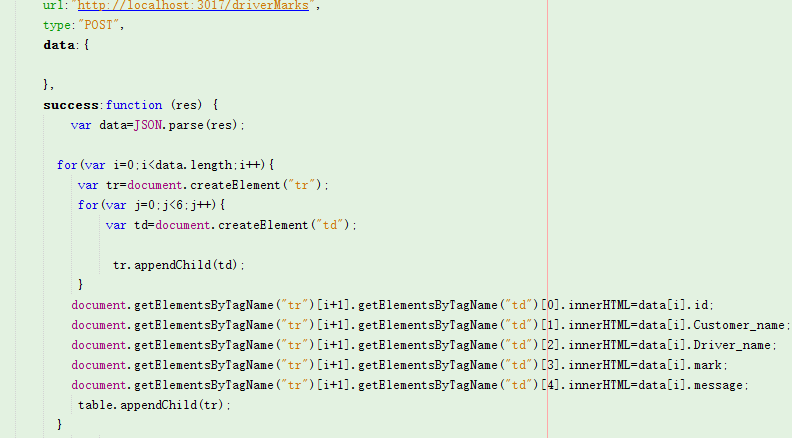 url:"http://localhost:3017/driverMarks",
type:"POST",
data:{
},
success:function (res) {
var data=JSON.parse(res);
for(var i=0;i<data.length;i++){
var tr=document.createElement("tr");
for(var j=0;j<6;j++){
var td=document.createElement("td");
tr.appendChild(td);
}
document.getElementsByTagName("tr")[i+1].getElementsByTagName("td")[0].innerHTML=data[i].id;
document.getElementsByTagName("tr")[i+1].getElementsByTagName("td")[1].innerHTML=data[i].Customer_name;
document.getElementsByTagName("tr")[i+1].getElementsByTagName("td")[2].innerHTML=data[i].Driver_name;
document.getElementsByTagName("tr")[i+1].getElementsByTagName("td")[3].innerHTML=data[i].mark;
document.getElementsByTagName("tr")[i+1].getElementsByTagName("td")[4].innerHTML=data[i].message;
table.appendChild(tr);
}